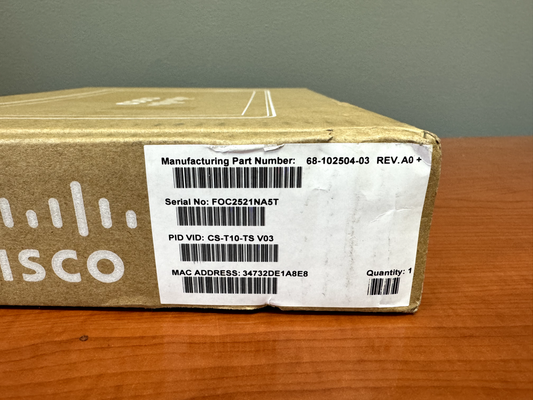 Manufacturing Part Number: 68-102504-03 REV. A0 +
Serial No: FOC2521NA5T
PID VID: CS-T10-TS V03
MAC ADDRESS: 34732DE1A8E8
Quantity: 1
ISCO